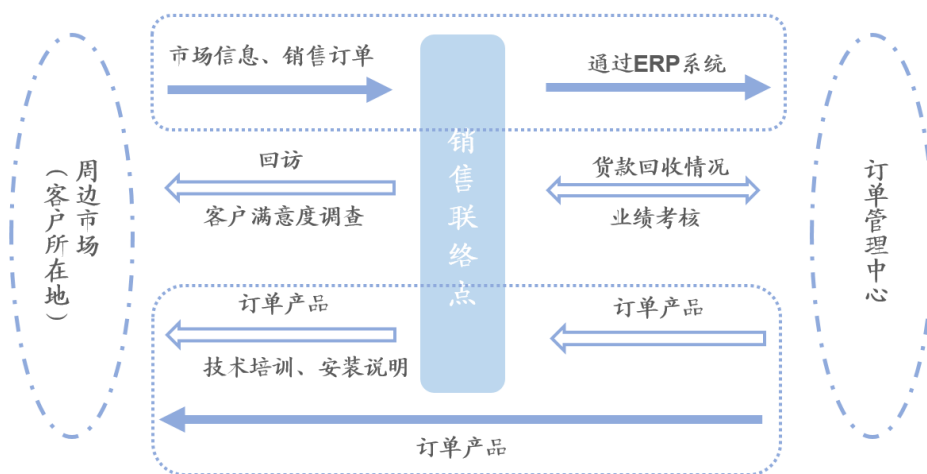 市场信息、销售订单
通过ERP系统
销售联络点
周边市场
（客户所在地）
回访
客户满意度调查
货款回收情况
业绩考核
订单管理中心
订单产品
技术培训、安装说明
订单产品
订单产品